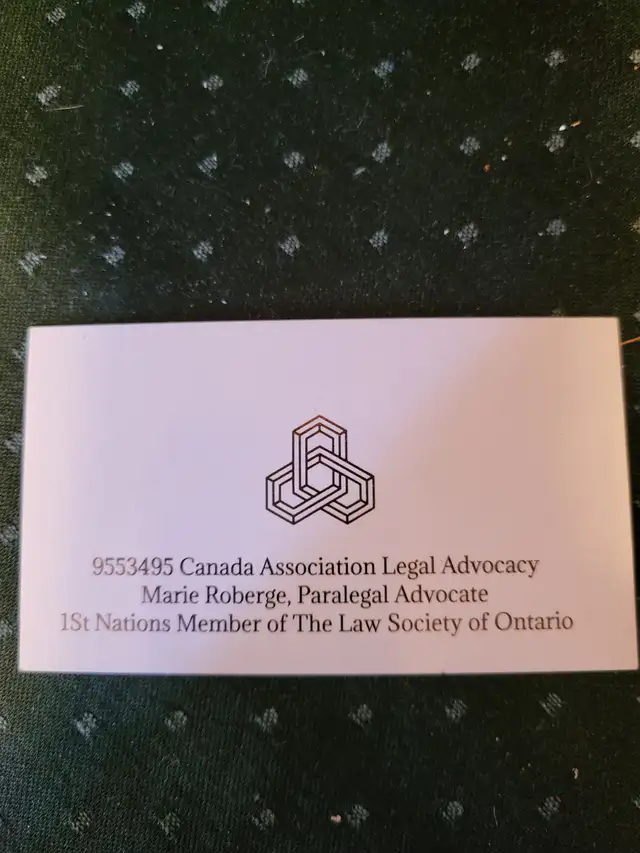 9553495 Canada Association Legal Advocacy
Marie Roberge, Paralegal Advocate
1St Nations Member of The Law Society of Ontario